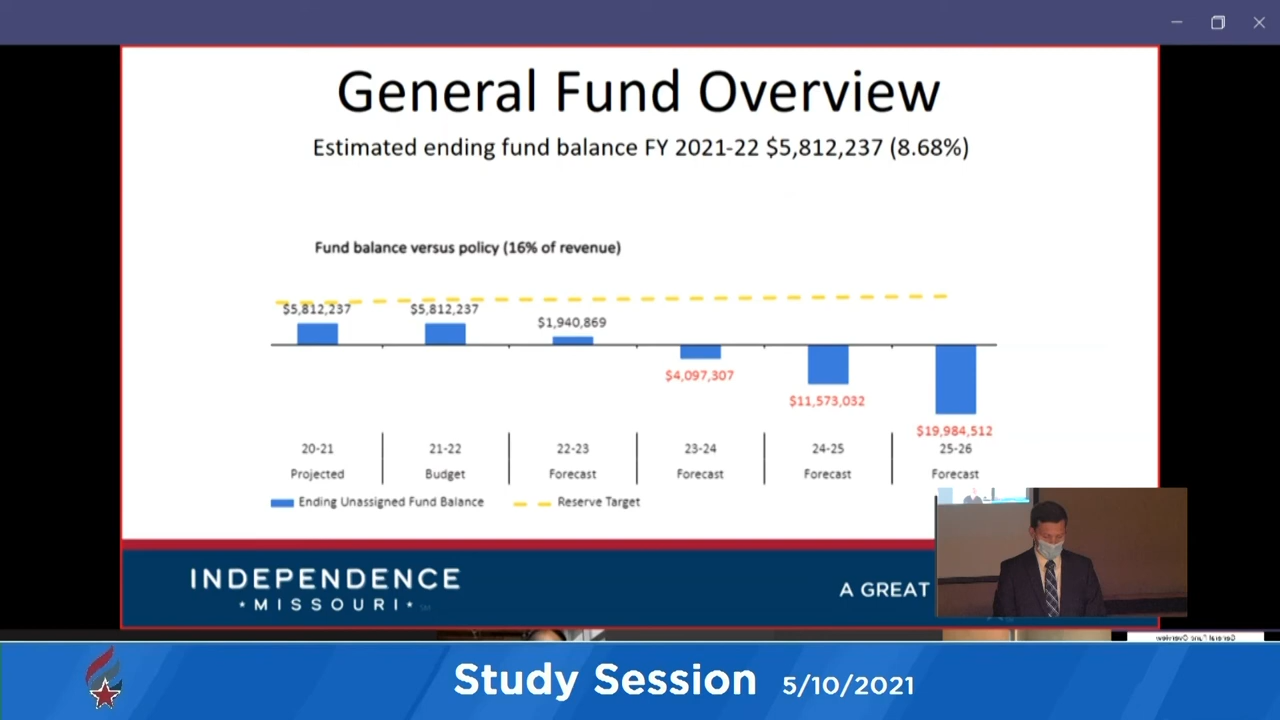 General Fund Overview
Estimated ending fund balance FY 2021-22 $5,812,237 (8.68%)
Fund balance versus policy (16% of revenue)
$5,812,237 $5,812,237 $1,940,869 $4,097,307 $11,573,032 $19,984,512
20-21 21-22 22-23 23-24 24-25 25-26
Projected Budget Forecast Forecast Forecast Forecast
Ending Unassigned Fund Balance Reserve Target
INDEPENDENCE
MISSOURI
A GREAT
Study Session 5/10/2021